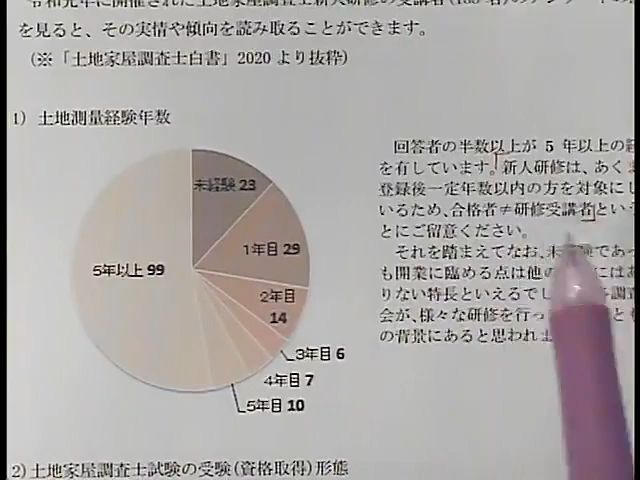 を見ると、その実情や傾向を読み取ることができます。
(※「土地家屋調査士白書」2020 より抜粋)
1) 土地測量経験年数
未経験 23
1年目 29
2年目
14
3年目 6
4年目 7
5年目 10
5年以上 99
回答者の半数以上が 5 年以上の
を有しています。新人研修は、あく
登録後一定年数以内の方を対象に
いるため、合格者≠研修受講者とい
とにご留意ください。
それを踏まえてなお、未 であっ
も開業に臨める点は他の には
りない特長といえるでし 調
会が、様々な研修を行っ と
の背景にあると思われま
2) 土地家屋調査士試験の受験(資格取得)形態